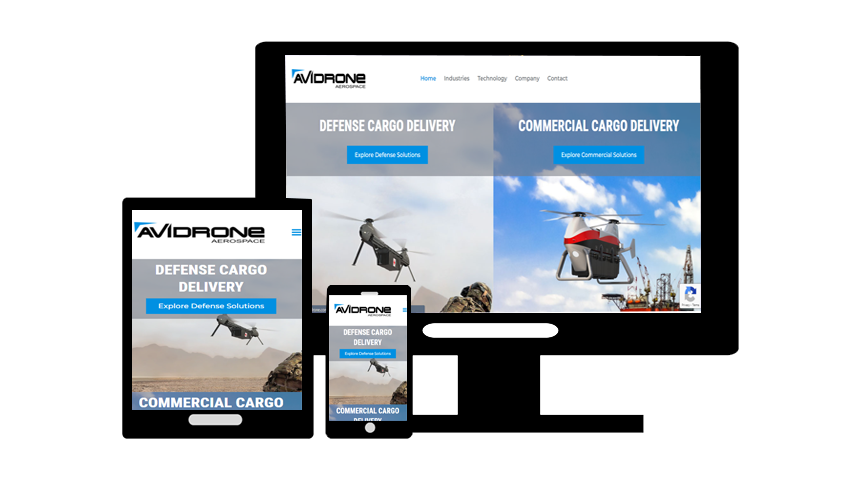 AVIDRONE
AEROSPACE
Home Industries Technology Company Contact
DEFENSE CARGO DELIVERY
Explore Defense Solutions
COMMERCIAL CARGO DELIVERY
Explore Commercial Solutions
AVIDRONE
AEROSPACE
DEFENSE CARGO
DELIVERY
Explore Defense Solutions
COMMERCIAL CARGO
AVIDRONE
AEROSPACE
DEFENSE CARGO
DELIVERY
Explore Defense Solutions
COMMERCIAL CARGO
DELIVERY